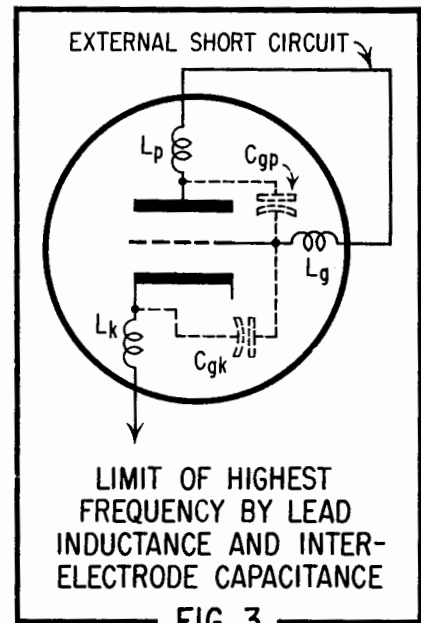 EXTERNAL SHORT CIRCUIT
Lp
Cgp
Lg
Lk
Cgk
LIMIT OF HIGHEST
FREQUENCY BY LEAD
INDUCTANCE AND INTER-
ELECTRODE CAPACITANCE
FIG 3